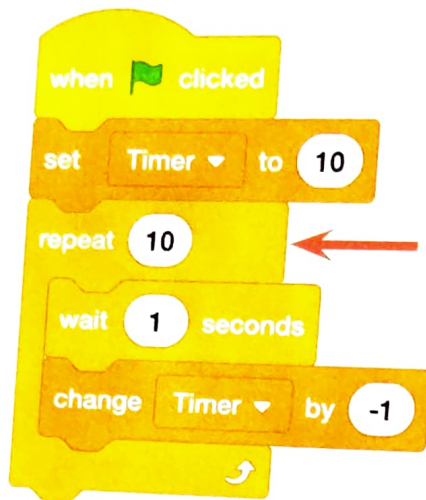 when clicked
set Timer to 10
repeat 10
wait 1 seconds
change Timer by -1